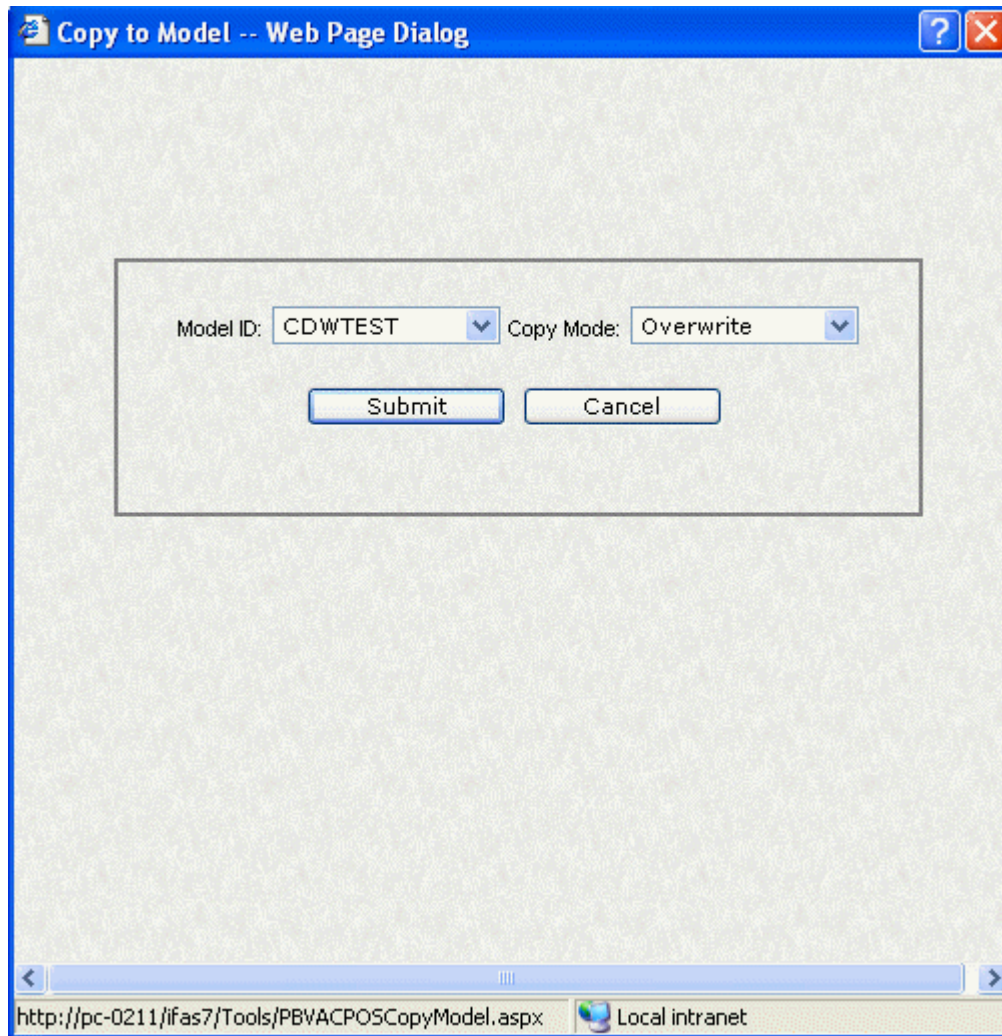 Copy to Model -- Web Page Dialog
Model ID: CDWTEST Copy Mode: Overwrite
Submit Cancel
http://pc-0211/ifas7/Tools/PBVACPOSCopyModel.aspx Local intranet